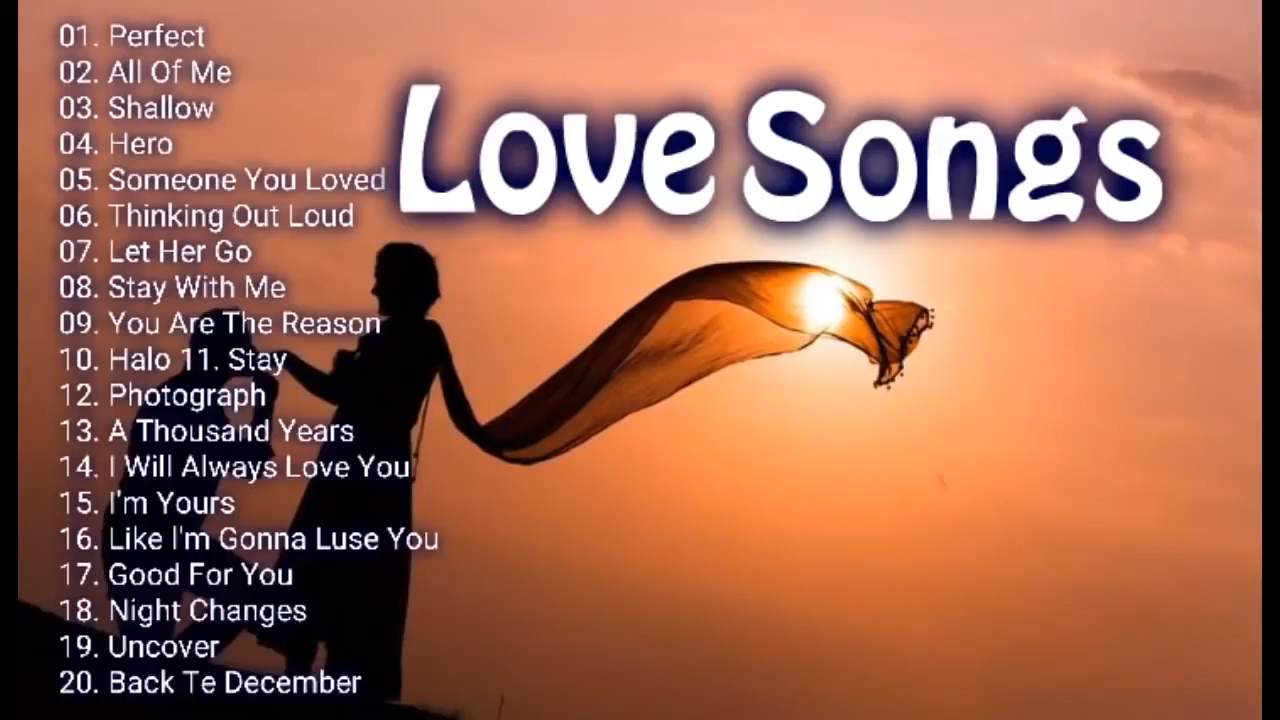 01. Perfect
02. All Of Me
03. Shallow
04. Hero
05. Someone You Loved
06. Thinking Out Loud
07. Let Her Go
08. Stay With Me
09. You Are The Reason
10. Halo 11. Stay
12. Photograph
13. A Thousand Years
14. I Will Always Love You
15. I'm Yours
16. Like I'm Gonna Luse You
17. Good For You
18. Night Changes
19. Uncover
20. Back Te December
Love Songs